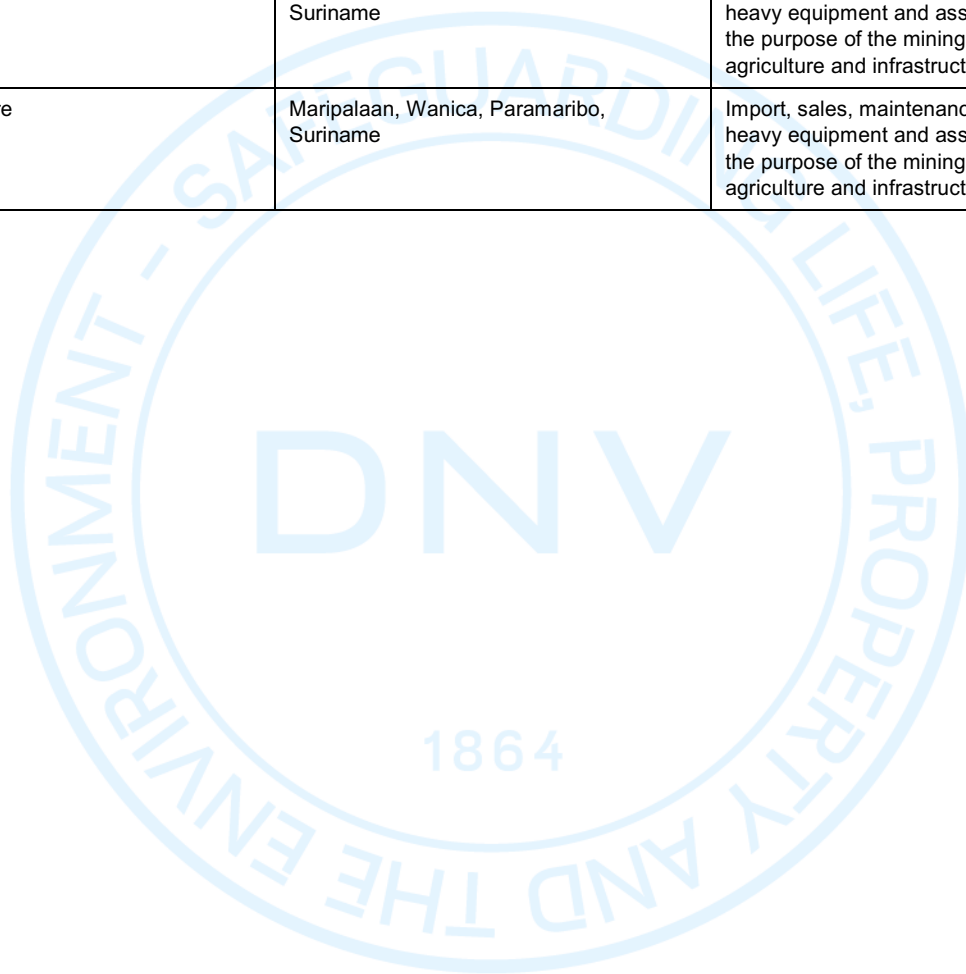 Suriname
heavy equipment and ass
the purpose of the mining
agriculture and infrastruct
re
Maripalaan, Wanica, Paramaribo,
Suriname
Import, sales, maintenanc
heavy equipment and ass
the purpose of the mining
agriculture and infrastruct
SAFEGUARDING LIFE, PROPERTY AND THE ENVIRONMENT -
DNV
1864